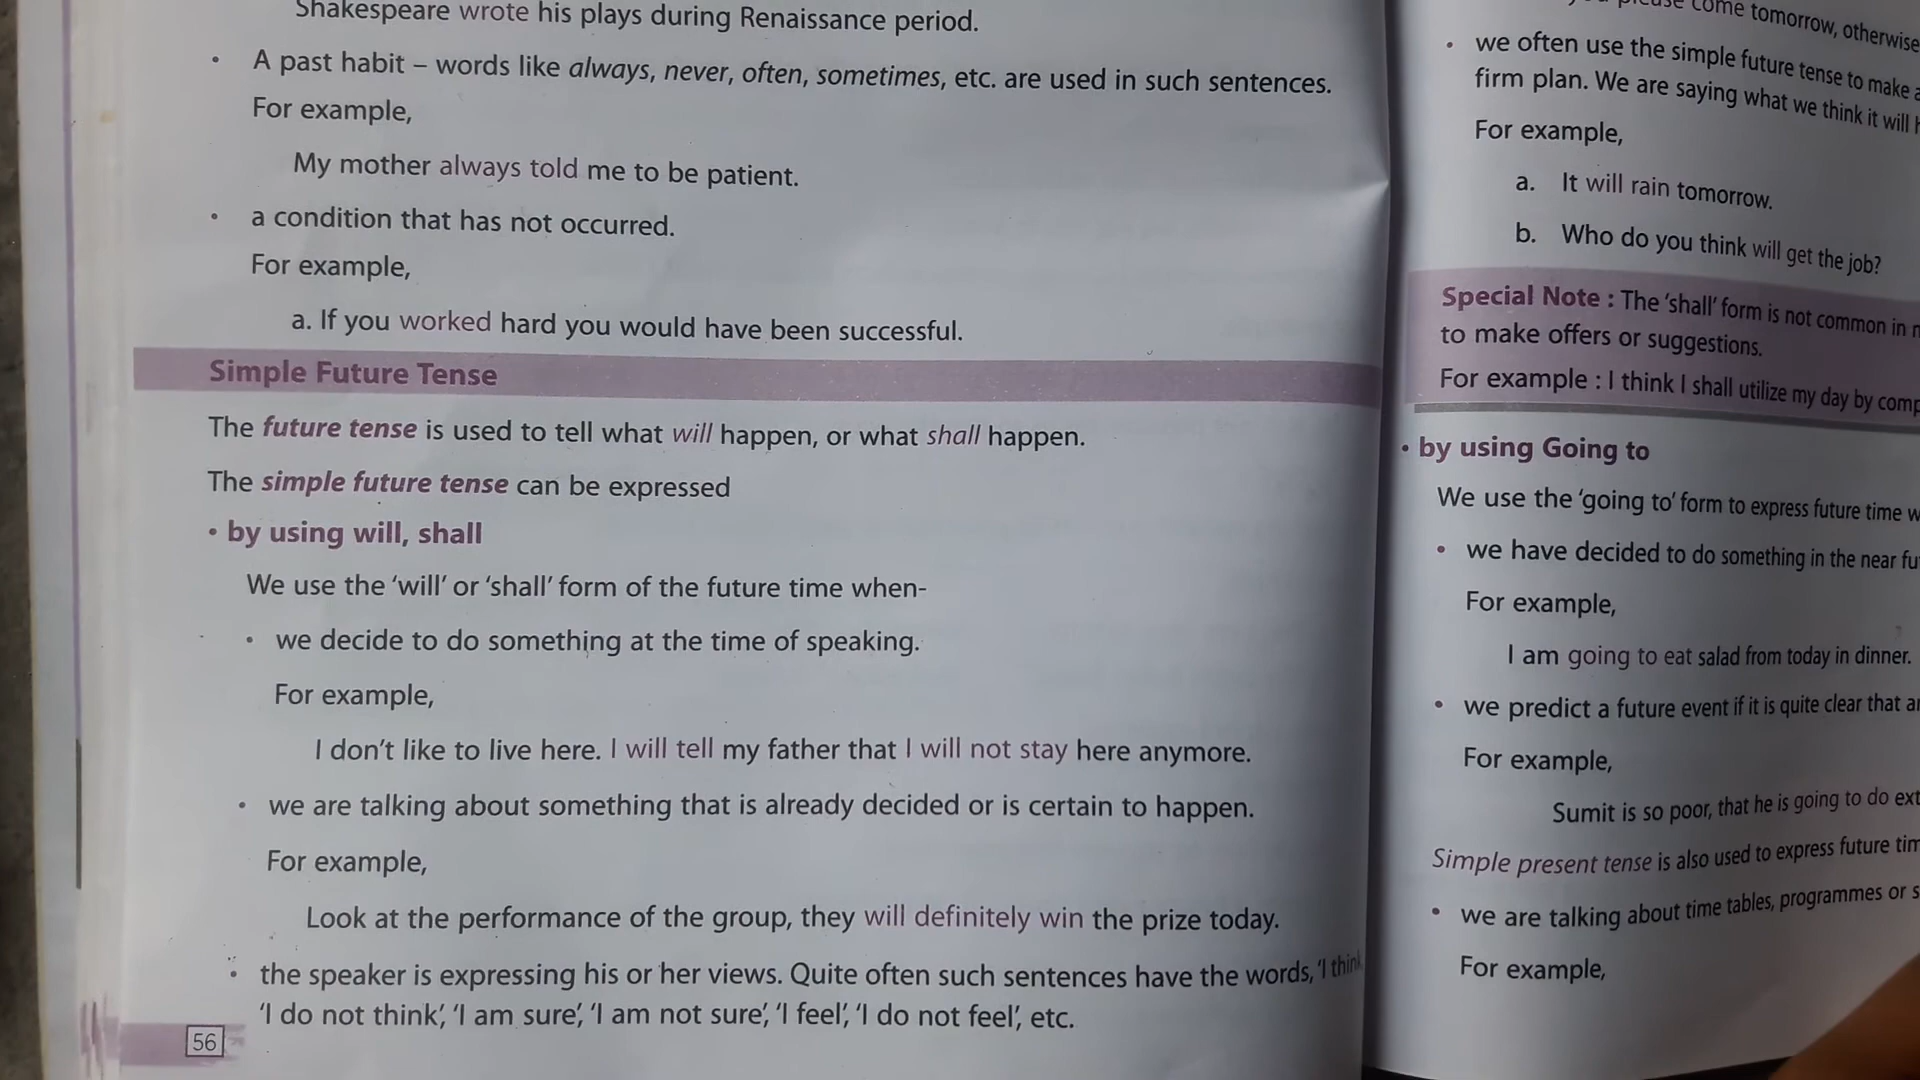 Shakespeare wrote his plays during Renaissance period.
• A past habit – words like always, never, often, sometimes, etc. are used in such sentences.
For example,
My mother always told me to be patient.
• a condition that has not occurred.
For example,
a. If you worked hard you would have been successful.
Simple Future Tense
The future tense is used to tell what will happen, or what shall happen.
The simple future tense can be expressed
• by using will, shall
We use the ‘will’ or ‘shall’ form of the future time when-
• we decide to do something at the time of speaking.
For example,
I don’t like to live here. I will tell my father that I will not stay here anymore.
• we are talking about something that is already decided or is certain to happen.
For example,
Look at the performance of the group, they will definitely win the prize today.
• the speaker is expressing his or her views. Quite often such sentences have the words, ‘I think
‘I do not think’, ‘I am sure’, ‘I am not sure’, ‘I feel’, ‘I do not feel’, etc.
56
come tomorrow, otherwise
• we often use the simple future tense to make a
firm plan. We are saying what we think it will
For example,
a. It will rain tomorrow.
b. Who do you think will get the job?
Special Note : The ‘shall’ form is not common in
to make offers or suggestions.
For example : I think I shall utilize my day by
• by using Going to
We use the ‘going to’ form to express future time
• we have decided to do something in the near
For example,
I am going to eat salad from today in dinner.
• we predict a future event if it is quite clear that
For example,
Sumit is so poor, that he is going to do
Simple present tense is also used to express future
• we are talking about time tables, programmes or
For example,